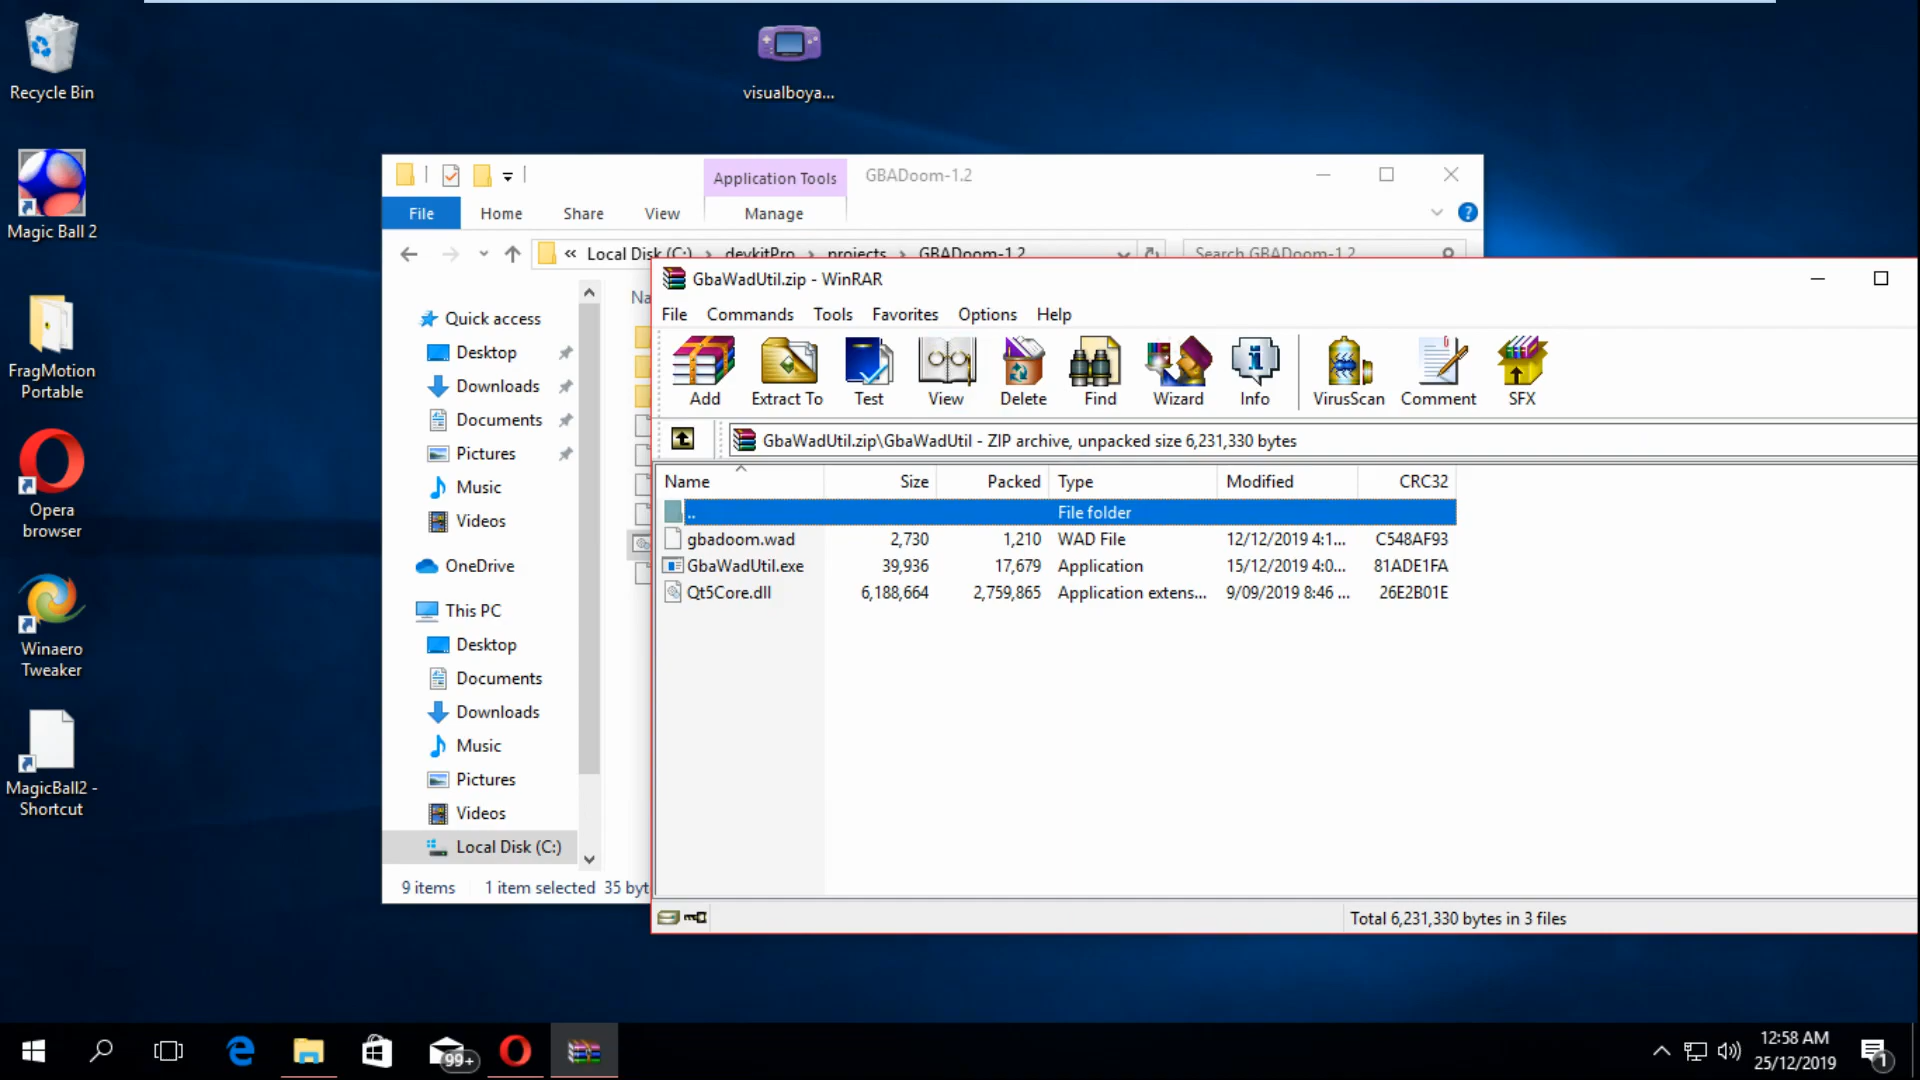 Recycle Bin
visualboya...
Magic Ball 2
FragMotion
Portable
Opera
browser
Winaero
Tweaker
MagicBall2 -
Shortcut
Application Tools
GBADoom-1.2
File
Home
Share
View
Manage
« Local Disk (C:) › devkitPro › projects › GBADoom-1.2
Search GBADoom-1.2
Quick access
Desktop
Downloads
Documents
Pictures
Music
Videos
OneDrive
This PC
Desktop
Documents
Downloads
Music
Pictures
Videos
Local Disk (C:)
9 items 1 item selected 35 byt
GbaWadUtil.zip - WinRAR
File Commands Tools Favorites Options Help
Add Extract To Test View Delete Find Wizard Info VirusScan Comment SFX
GbaWadUtil.zip\GbaWadUtil - ZIP archive, unpacked size 6,231,330 bytes
Name Size Packed Type Modified CRC32
.. File folder
gbadoom.wad 2,730 1,210 WAD File 12/12/2019 4:1... C548AF93
GbaWadUtil.exe 39,936 17,679 Application 15/12/2019 4:0... 81ADE1FA
Qt5Core.dll 6,188,664 2,759,865 Application extens... 9/09/2019 8:46 ... 26E2B01E
Total 6,231,330 bytes in 3 files
99+
12:58 AM
25/12/2019
1